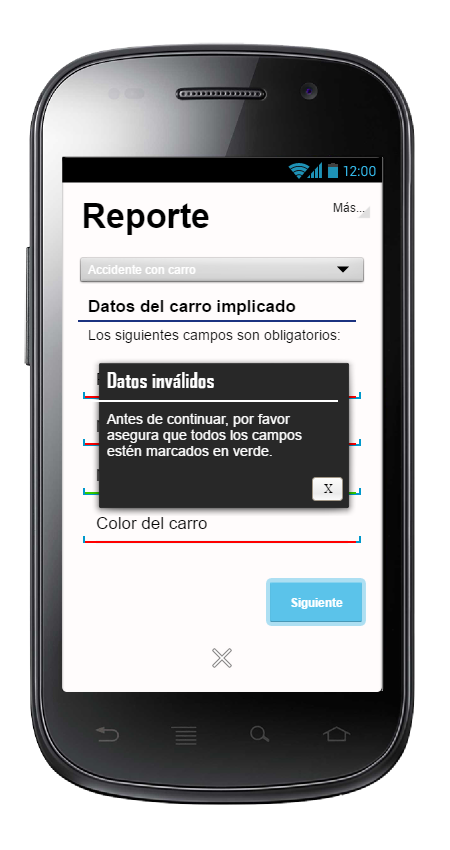 12:00
Reporte
Más...
Accidente con carro
Datos del carro implicado
Los siguientes campos son obligatorios:
Datos inválidos
Antes de continuar, por favor
asegura que todos los campos
estén marcados en verde.
X
Color del carro
Siguiente